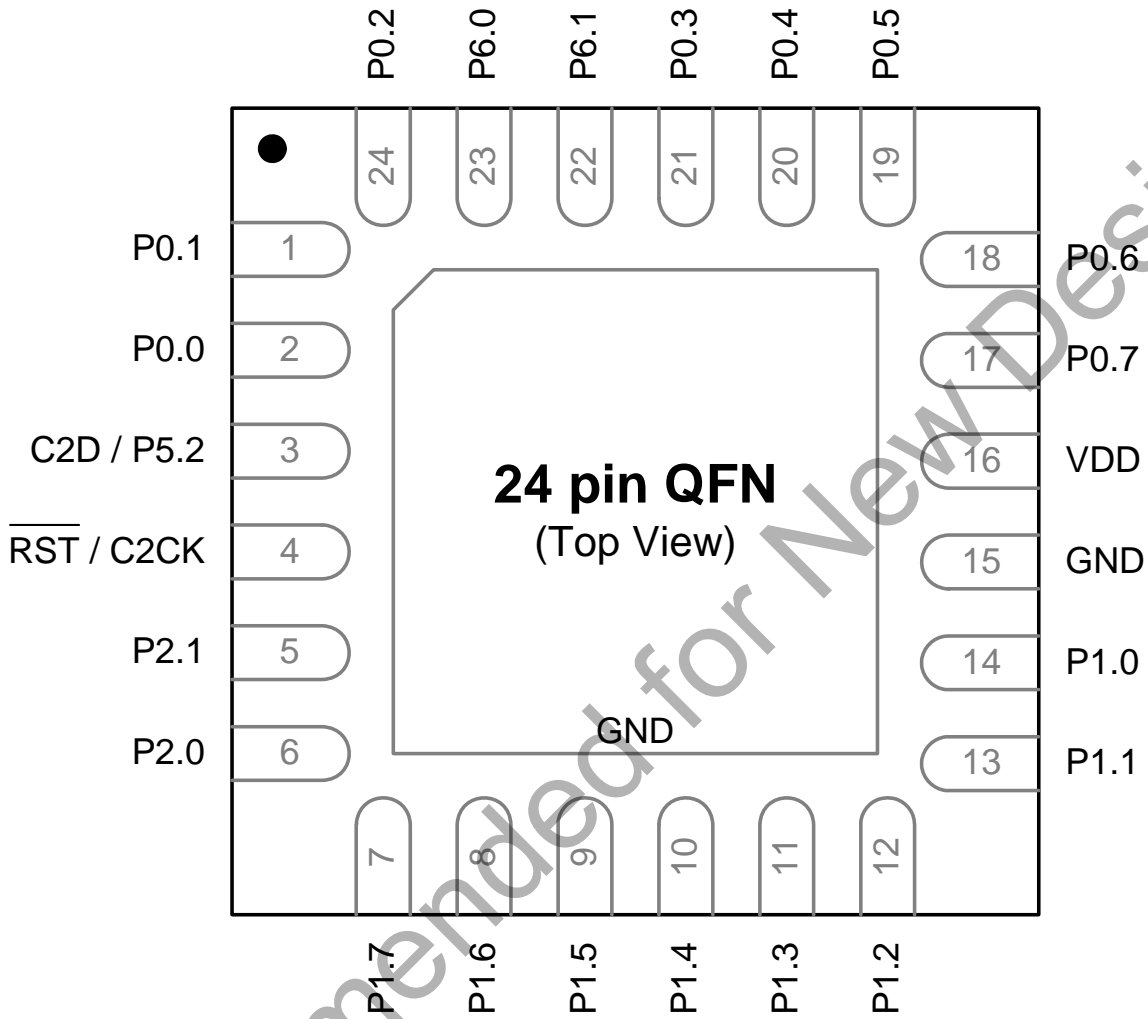 P0.2
P6.0
P6.1
P0.3
P0.4
P0.5
24
23
22
21
20
19
P0.1
1
18
P0.6
P0.0
2
17
P0.7
C2D / P5.2
3
16
VDD
24 pin QFN
(Top View)
RST / C2CK
4
15
GND
P2.1
5
14
P1.0
P2.0
6
GND
13
P1.1
7
8
9
10
11
12
P1.7
P1.6
P1.5
P1.4
P1.3
P1.2
mended for New Desi